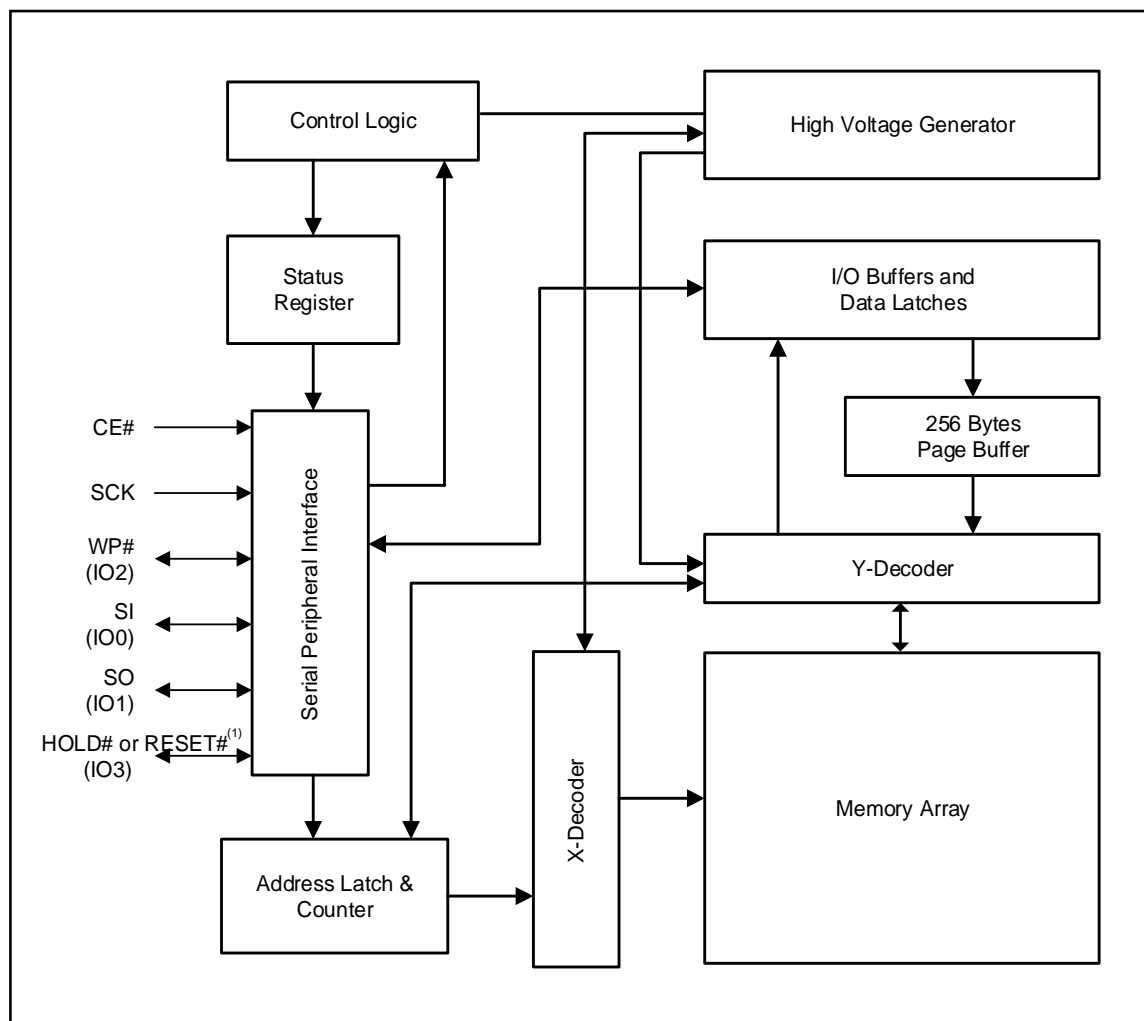 Control Logic
High Voltage Generator
Status
Register
I/O Buffers and
Data Latches
256 Bytes
Page Buffer
CE#
SCK
WP#
(IO2)
SI
(IO0)
SO
(IO1)
HOLD# or RESET#(1)
(IO3)
Serial Peripheral Interface
Y-Decoder
X-Decoder
Memory Array
Address Latch &
Counter